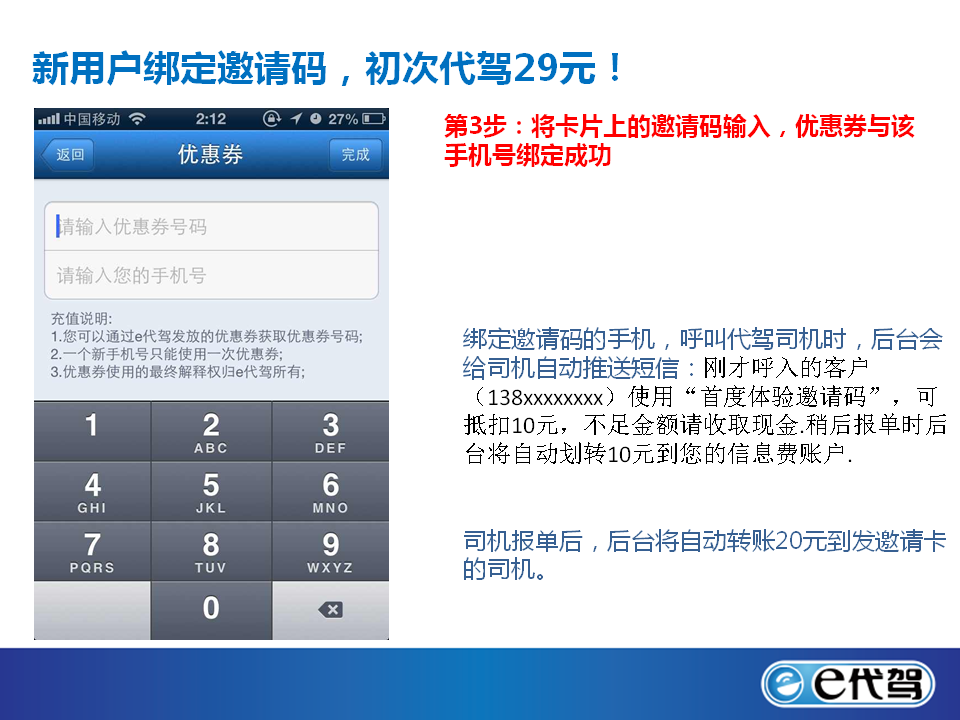 新用户绑定邀请码，初次代驾29元！
中国移动 2:12 27%
返回 优惠券 完成
请输入优惠券号码
请输入您的手机号
充值说明:
1.您可以通过e代驾发放的优惠券获取优惠券号码;
2.一个新手机号只能使用一次优惠券;
3.优惠券使用的最终解释权归e代驾所有;
1 2 3
ABC DEF
4 5 6
GHI JKL MNO
7 8 9
PQRS TUV WXYZ
0
第3步：将卡片上的邀请码输入，优惠券与该
手机号绑定成功
绑定邀请码的手机，呼叫代驾司机时，后台会
给司机自动推送短信：刚才呼入的客户
（138xxxxxxxx）使用“首度体验邀请码”，可
抵扣10元，不足金额请收取现金.稍后报单时后
台将自动划转10元到您的信息费账户.
司机报单后，后台将自动转账20元到发邀请卡
的司机。
e代驾